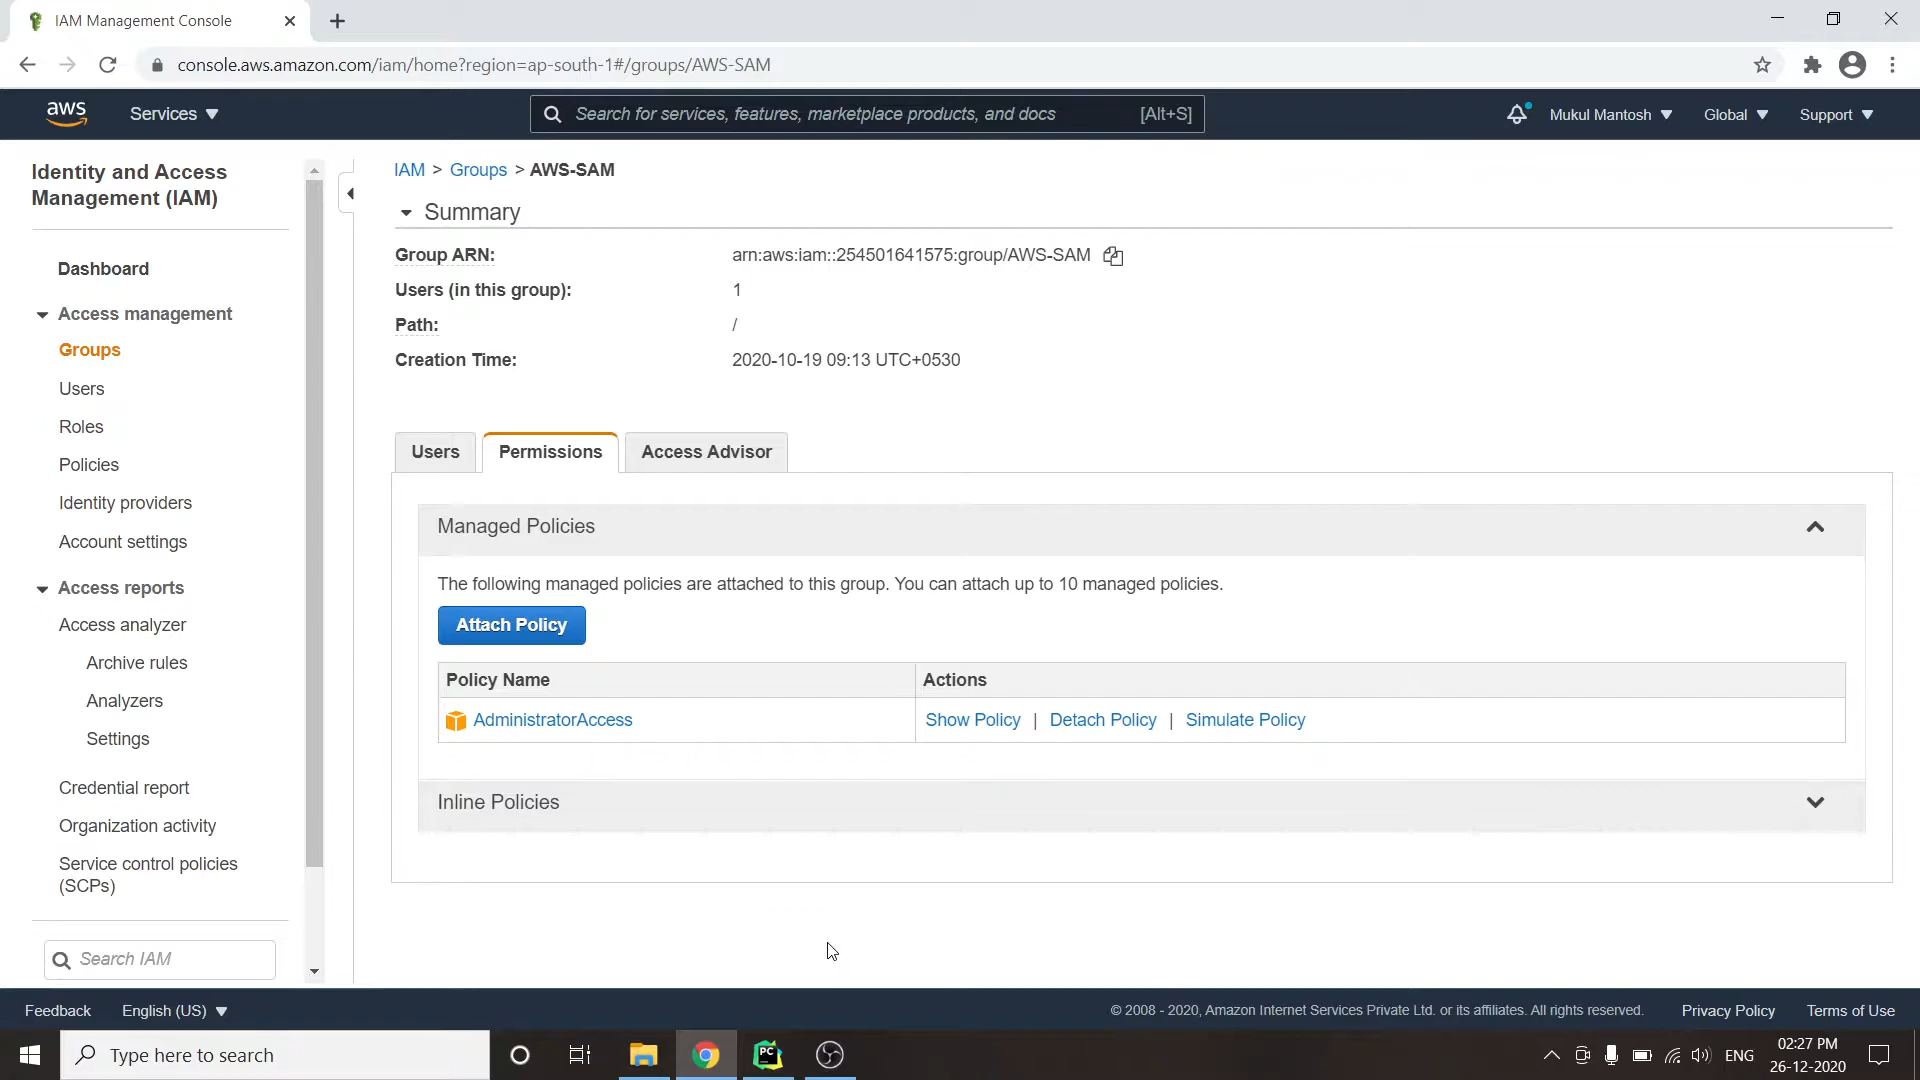 IAM Management Console
console.aws.amazon.com/iam/home?region=ap-south-1#/groups/AWS-SAM
aws
Services
Search for services, features, marketplace products, and docs
[Alt+S]
Mukul Mantosh
Global
Support
Identity and Access
Management (IAM)
Dashboard
Access management
Groups
Users
Roles
Policies
Identity providers
Account settings
Access reports
Access analyzer
Archive rules
Analyzers
Settings
Credential report
Organization activity
Service control policies
(SCPs)
Search IAM
IAM > Groups > AWS-SAM
Summary
Group ARN: arn:aws:iam::254501641575:group/AWS-SAM
Users (in this group): 1
Path: /
Creation Time: 2020-10-19 09:13 UTC+0530
Users
Permissions
Access Advisor
Managed Policies
The following managed policies are attached to this group. You can attach up to 10 managed policies.
Attach Policy
Policy Name Actions
AdministratorAccess Show Policy | Detach Policy | Simulate Policy
Inline Policies
Feedback
English (US)
© 2008 - 2020, Amazon Internet Services Private Ltd. or its affiliates. All rights reserved.
Privacy Policy
Terms of Use
Type here to search
PC
ENG
02:27 PM
26-12-2020